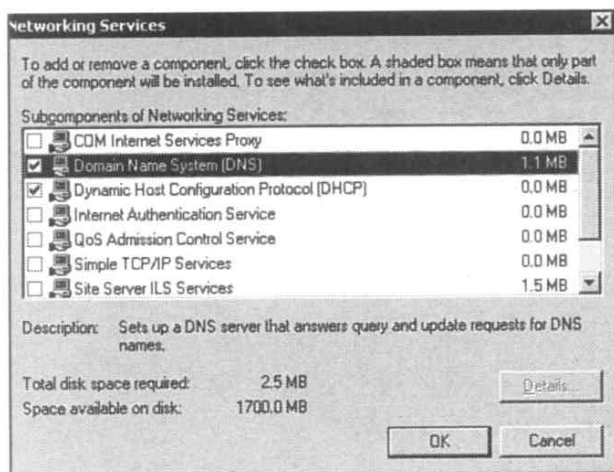 Networking Services
To add or remove a component, click the check box. A shaded box means that only part
of the component will be installed. To see what's included in a component, click Details.
Subcomponents of Networking Services:
COM Internet Services Proxy 0.0 MB
Domain Name System (DNS) 1.1 MB
Dynamic Host Configuration Protocol (DHCP) 0.0 MB
Internet Authentication Service 0.0 MB
QoS Admission Control Service 0.0 MB
Simple TCP/IP Services 0.0 MB
Site Server ILS Services 1.5 MB
Description: Sets up a DNS server that answers query and update requests for DNS
names.
Total disk space required: 2.5 MB
Details...
Space available on disk: 1700.0 MB
OK
Cancel